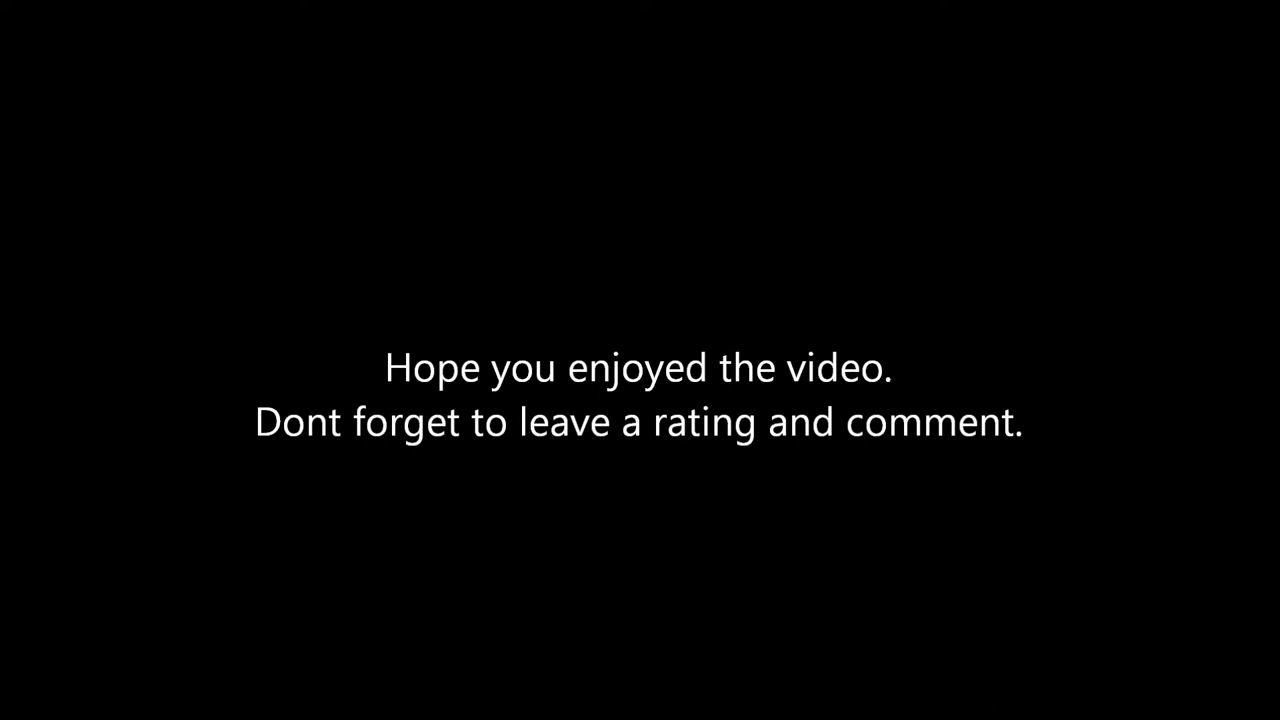 Hope you enjoyed the video.
Dont forget to leave a rating and comment.